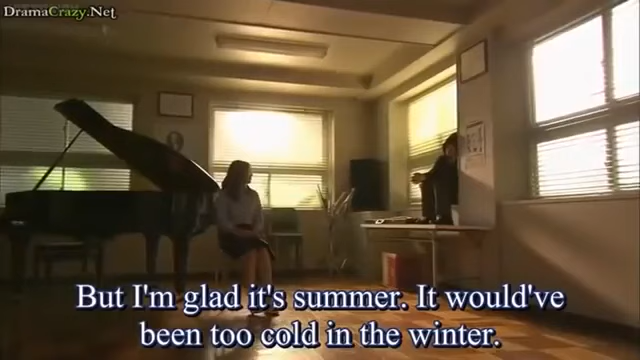 DramaCrazy.Net
But I'm glad it's summer. It would've
been too cold in the winter.